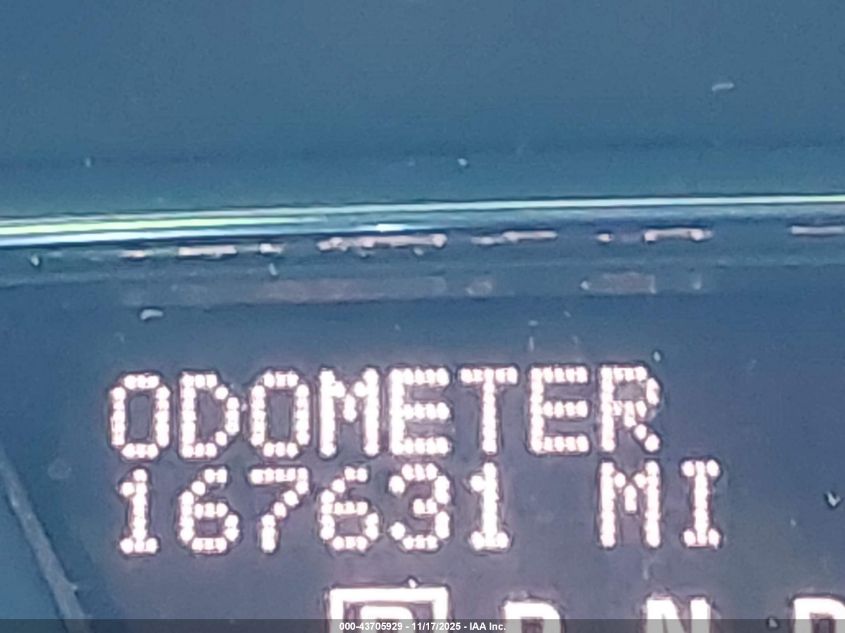 ODOMETER
167631 MI
P R N D
000-43705929 - 11/17/2025 - IAA Inc.